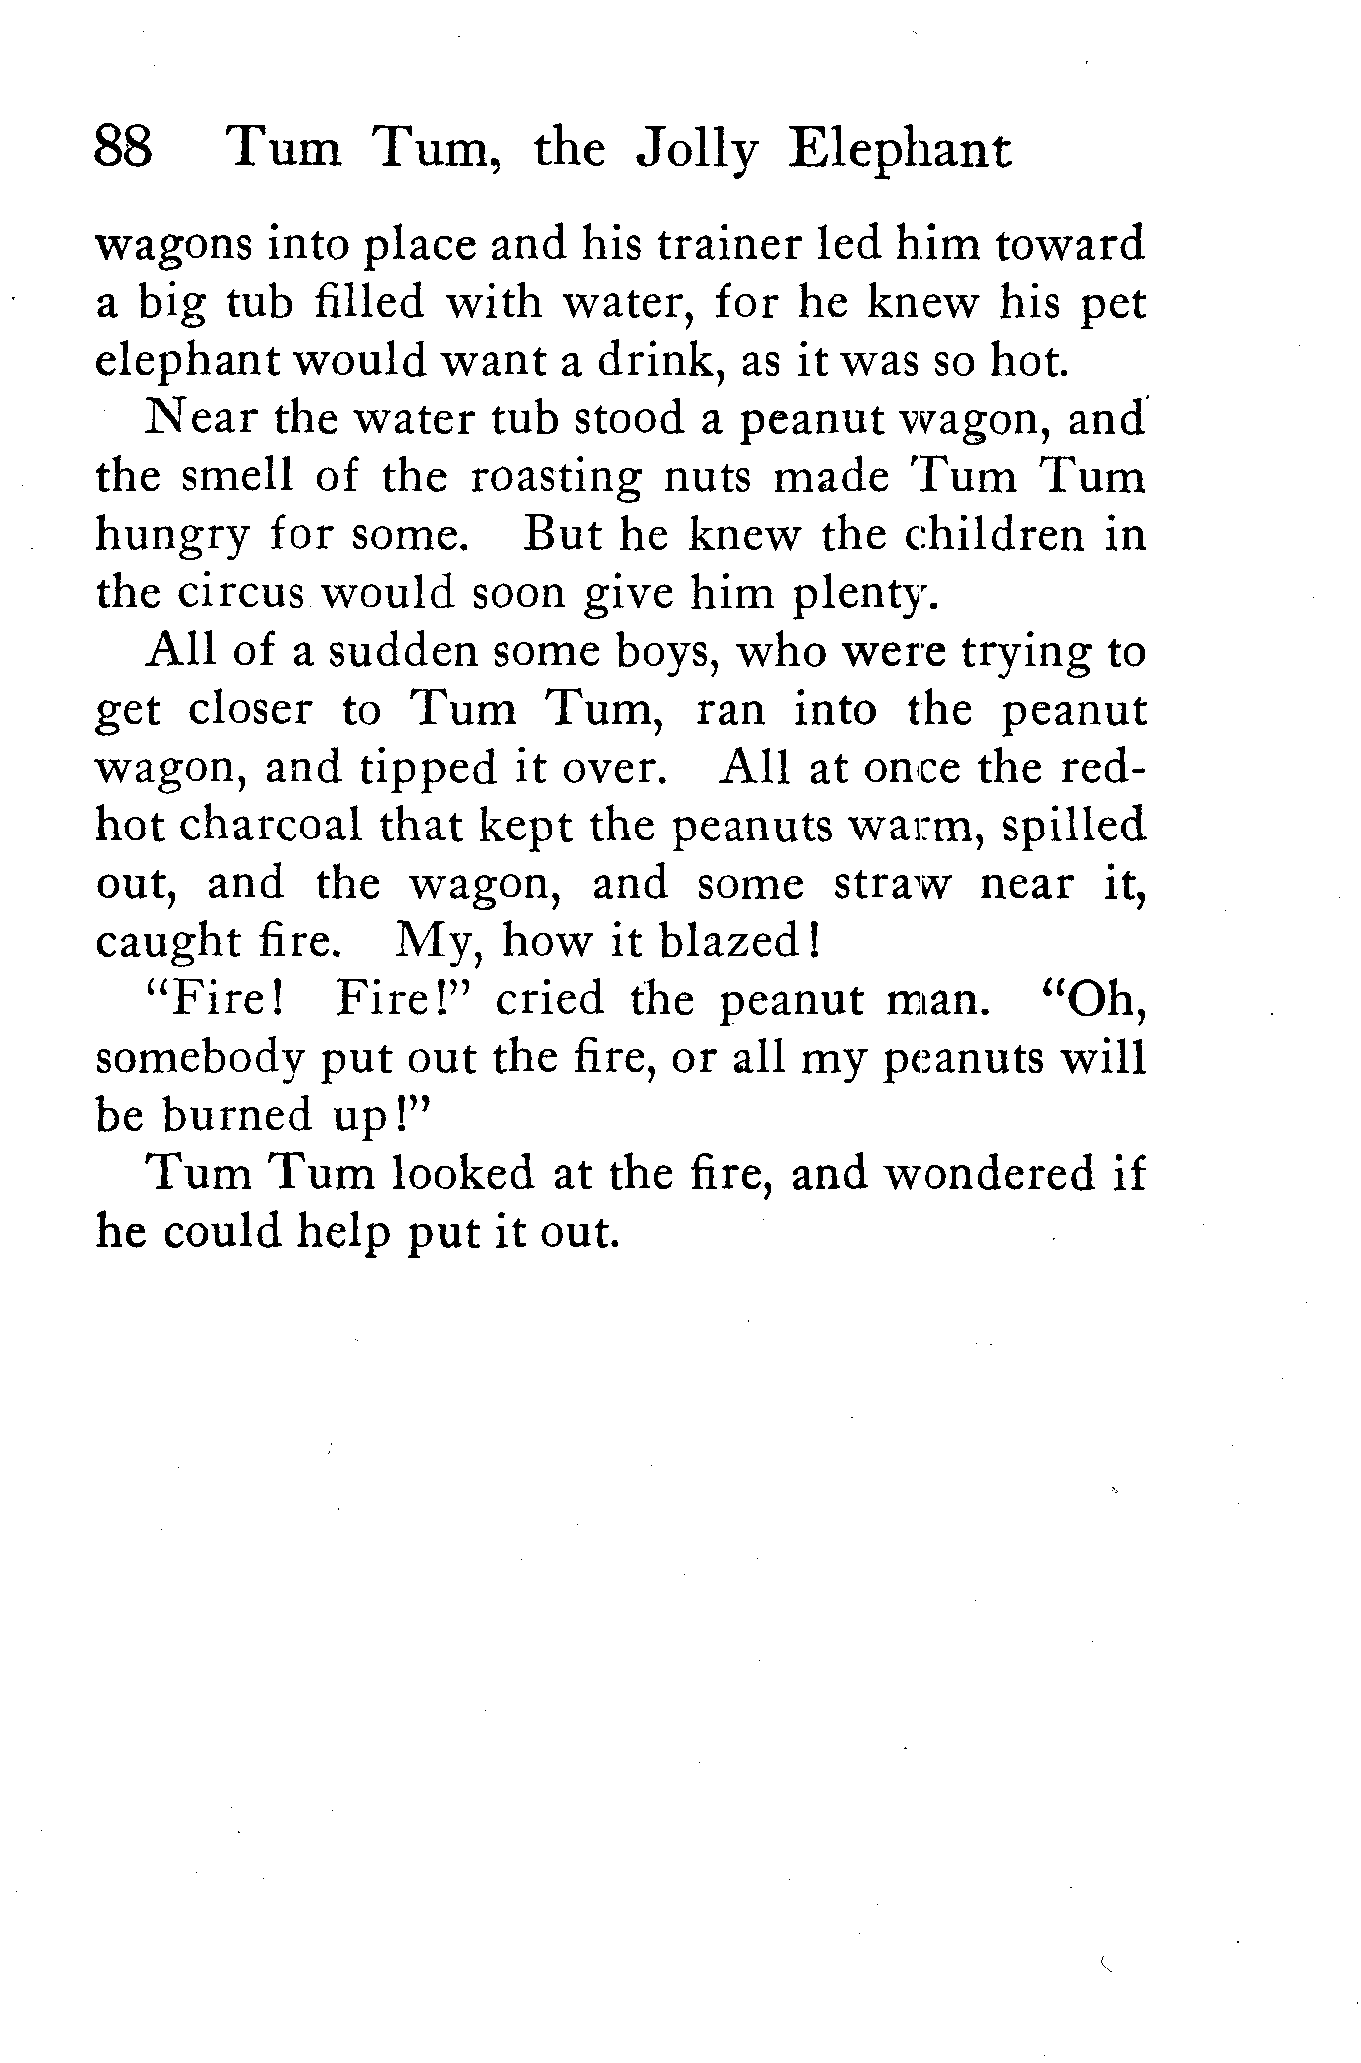 88 Tum Tum, the Jolly Elephant
wagons into place and his trainer led him toward
a big tub filled with water, for he knew his pet
elephant would want a drink, as it was so hot.
Near the water tub stood a peanut wagon, and
the smell of the roasting nuts made Tum Tum
hungry for some. But he knew the children in
the circus would soon give him plenty.
All of a sudden some boys, who were trying to
get closer to Tum Tum, ran into the peanut
wagon, and tipped it over. All at once the red-
hot charcoal that kept the peanuts warm, spilled
out, and the wagon, and some straw near it,
caught fire. My, how it blazed!
“Fire! Fire!” cried the peanut man. “Oh,
somebody put out the fire, or all my peanuts will
be burned up!”
Tum Tum looked at the fire, and wondered if
he could help put it out.